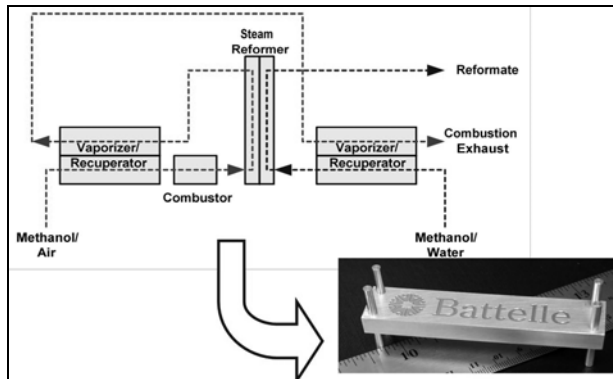 Steam
Reformer
Reformate
Vaporizer/
Recuperator
Combustor
Vaporizer/
Recuperator
Combustion
Exhaust
Methanol/
Air
Methanol/
Water
Battelle